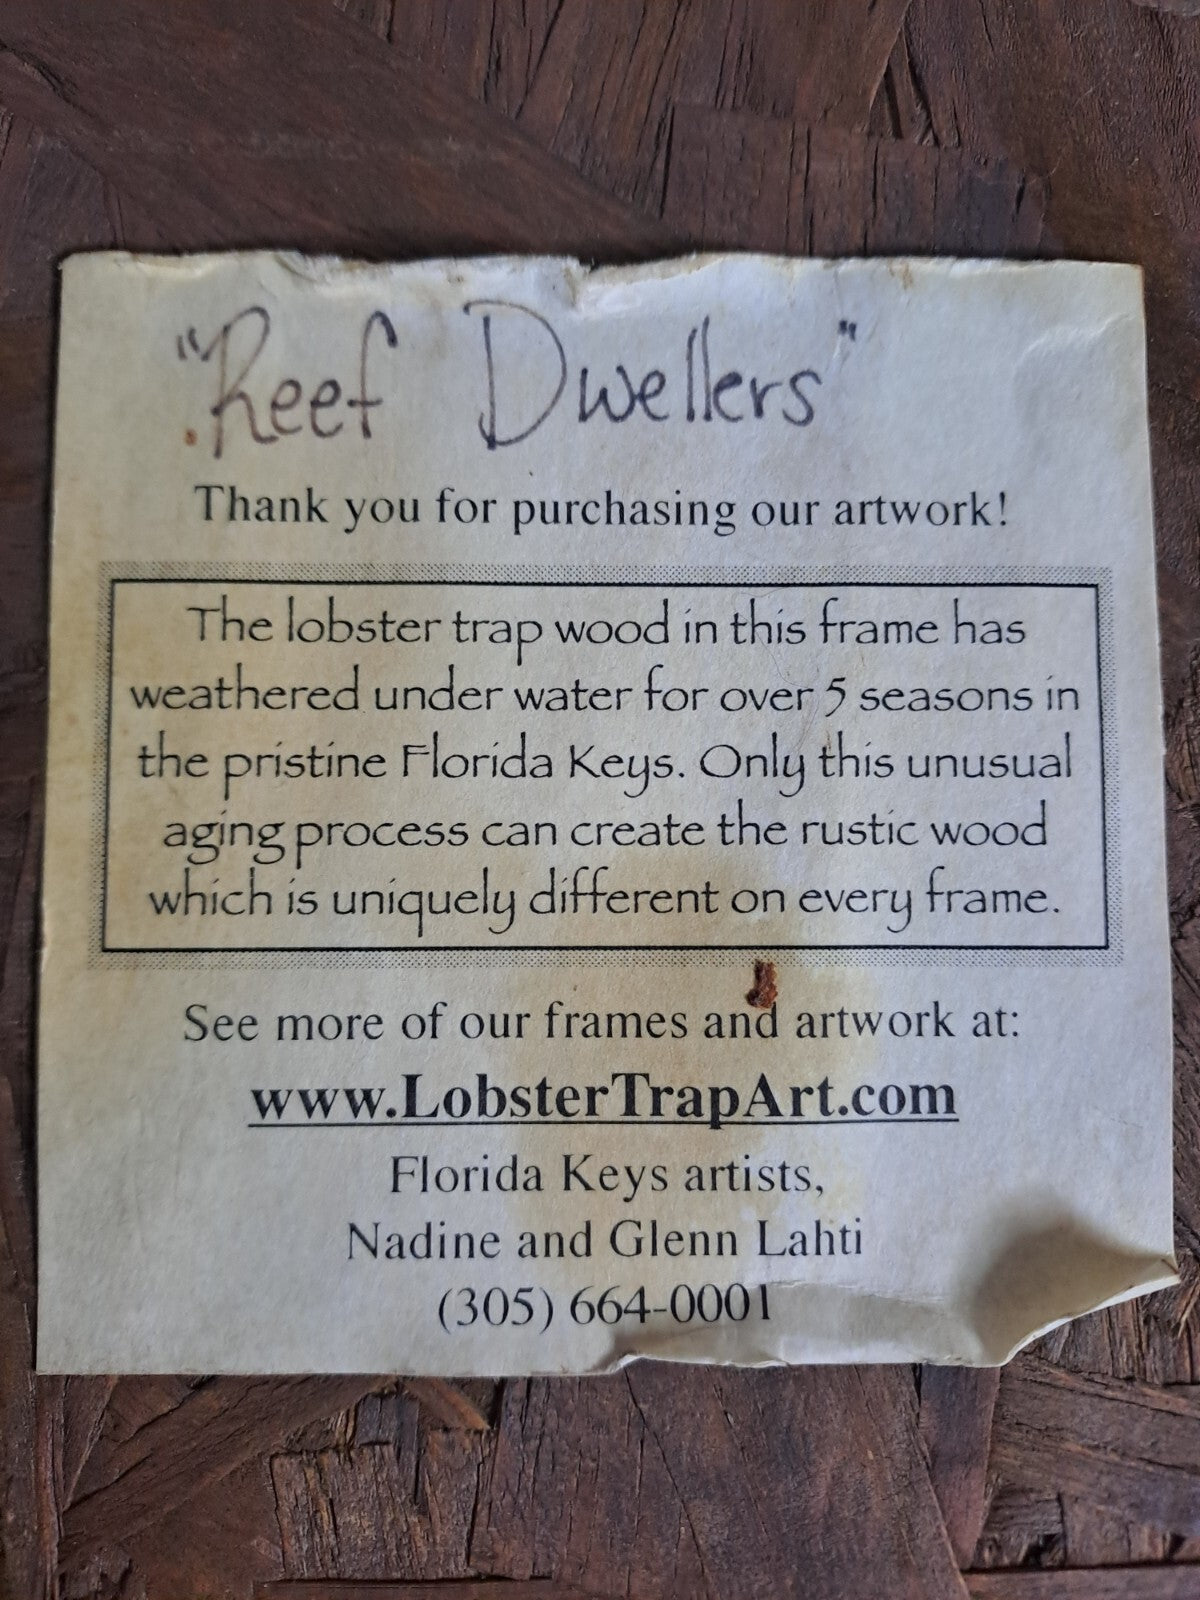 "Reef Dwellers"
Thank you for purchasing our artwork!
The lobster trap wood in this frame has
weathered under water for over 5 seasons in
the pristine Florida Keys. Only this unusual
aging process can create the rustic wood
which is uniquely different on every frame.
See more of our frames and artwork at:
www.LobsterTrapArt.com
Florida Keys artists,
Nadine and Glenn Lahti
(305) 664-0001